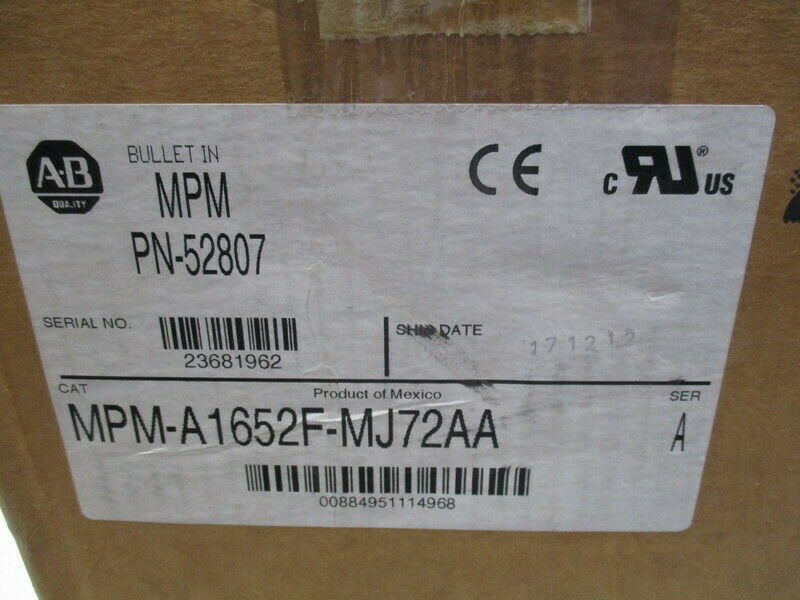 A-B
QUALITY
BULLETIN
MPM
PN-52807
CE
c RU® US
SERIAL NO.
23681962
SHIP DATE
171212
CAT
Product of Mexico
SER
MPM-A1652F-MJ72AA
A
00884951114968